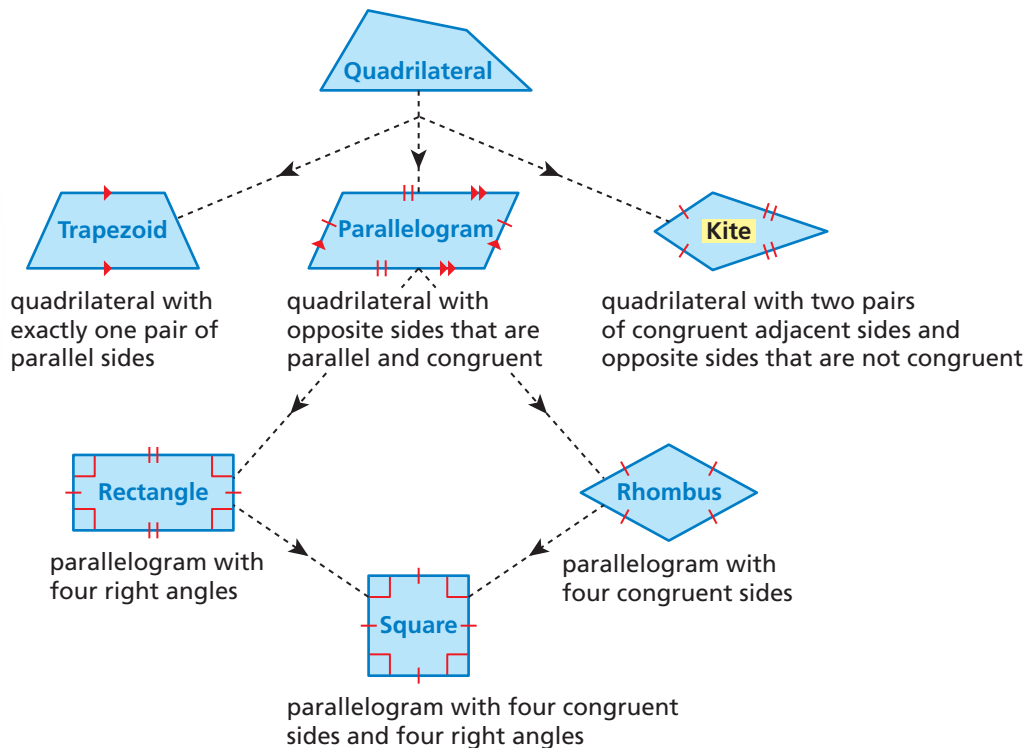 Quadrilateral
Trapezoid
quadrilateral with
exactly one pair of
parallel sides
Parallelogram
quadrilateral with
opposite sides that are
parallel and congruent
Kite
quadrilateral with two pairs
of congruent adjacent sides and
opposite sides that are not congruent
Rectangle
parallelogram with
four right angles
Rhombus
parallelogram with
four congruent sides
Square
parallelogram with four congruent
sides and four right angles